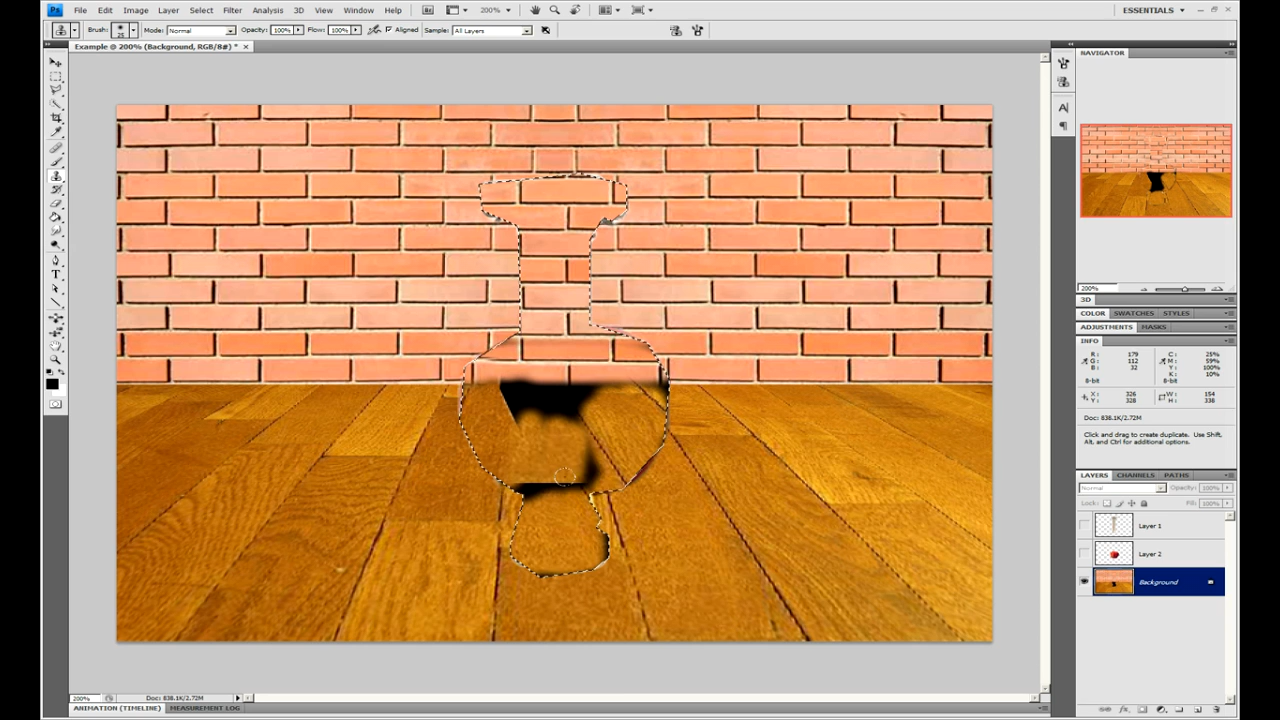 Ps File Edit Image Layer Select Filter Analysis 3D View Window Help Br 200% ESSENTIALS
Brush: 25 Mode: Normal Opacity: 100% Flow: 100% Aligned Sample: All Layers
Example @ 200% (Background, RGB/8#) * ×
NAVIGATOR
200%
3D
COLOR SWATCHES STYLES
ADJUSTMENTS MASKS
INFO
R: 179 C: 25%
G: 112 M: 59%
B: 32 Y: 100%
K: 10%
8-bit 8-bit
X: 326 W: 154
Y: 328 H: 338
Doc: 838.1K/2.72M
Click and drag to create duplicate. Use Shift,
Alt, and Ctrl for additional options.
LAYERS CHANNELS PATHS
Normal Opacity: 100%
Lock: Fill: 100%
Layer 1
Layer 2
Background
200% Doc: 838.1K/2.72M
ANIMATION (TIMELINE) MEASUREMENT LOG